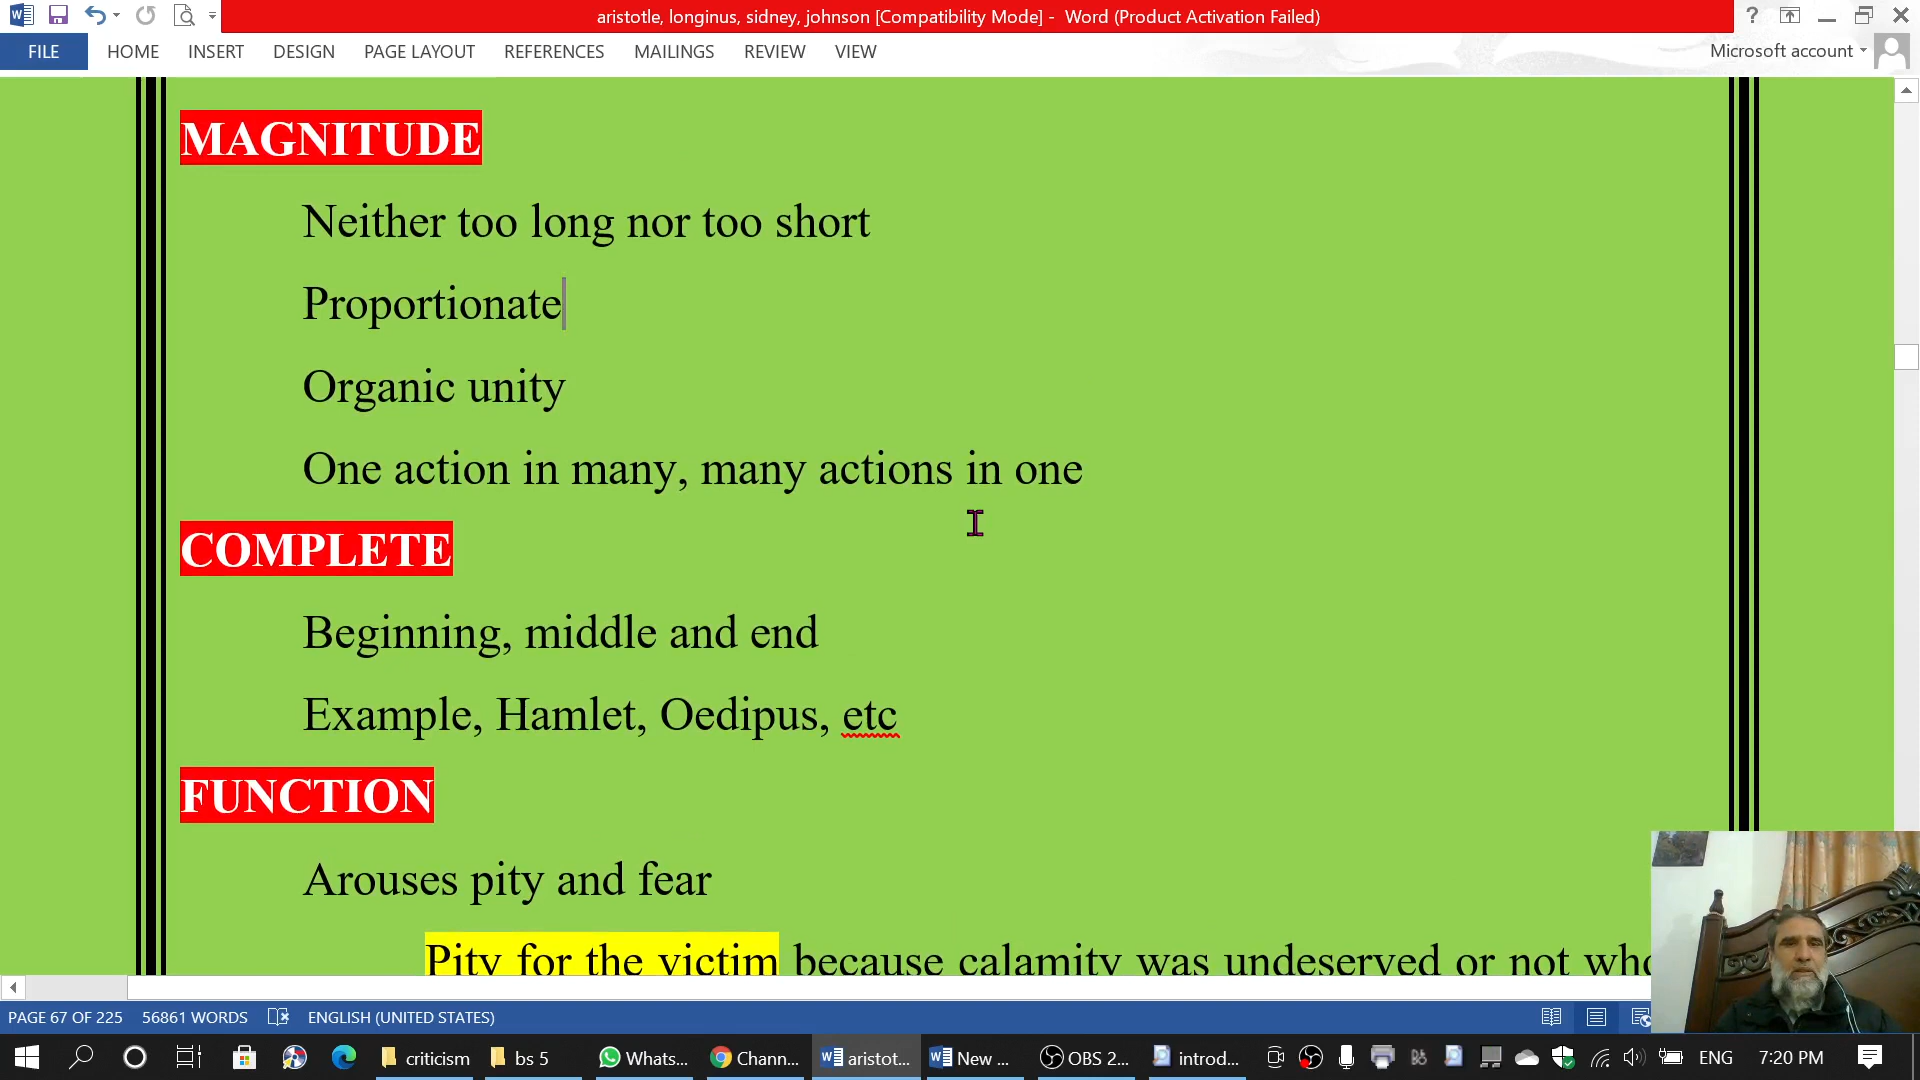 aristotle, longinus, sidney, johnson [Compatibility Mode] - Word (Product Activation Failed)
FILE HOME INSERT DESIGN PAGE LAYOUT REFERENCES MAILINGS REVIEW VIEW Microsoft account
MAGNITUDE
Neither too long nor too short
Proportionate
Organic unity
One action in many, many actions in one
COMPLETE
Beginning, middle and end
Example, Hamlet, Oedipus, etc
FUNCTION
Arouses pity and fear
Pity for the victim because calamity was undeserved or not
PAGE 67 OF 225 56861 WORDS ENGLISH (UNITED STATES)
criticism bs 5 Whats... Chann... aristot... New ... OBS 2... introd... ENG 7:20 PM